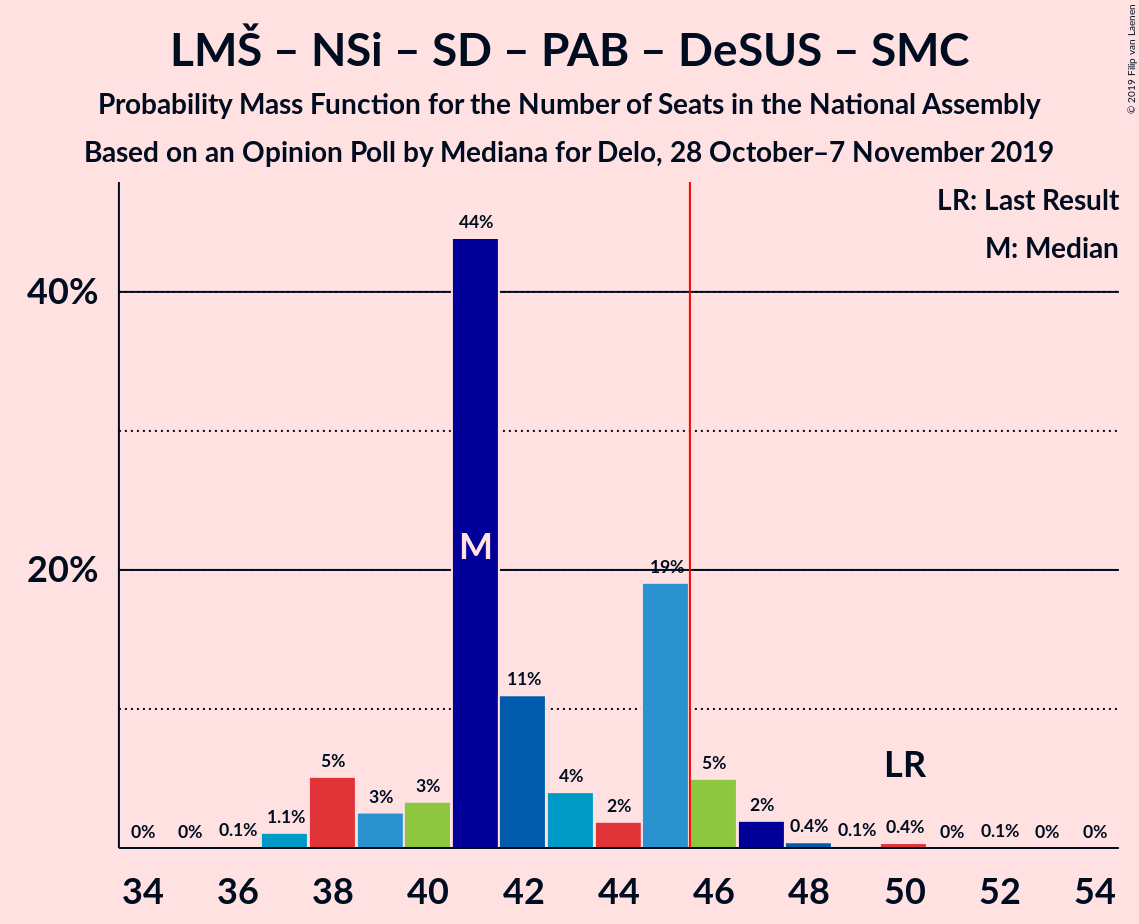 LMŠ – NSi – SD – PAB – DeSUS – SMC
Probability Mass Function for the Number of Seats in the National Assembly
Based on an Opinion Poll by Mediana for Delo, 28 October–7 November 2019
© 2019 Filip van Laenen
LR: Last Result
M: Median
40%
20%
0% 0% 0.1% 1.1% 5% 3% 3% 44% 11% 4% 2% 19% 5% 2% 0.4% 0.1% 0.4% 0% 0.1% 0% 0%
M
LR
34 36 38 40 42 44 46 48 50 52 54